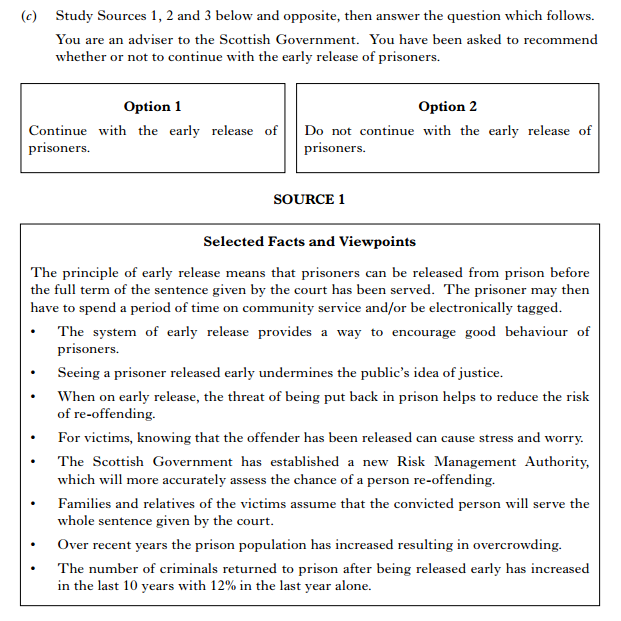 (c) Study Sources 1, 2 and 3 below and opposite, then answer the question which follows.
You are an adviser to the Scottish Government. You have been asked to recommend
whether or not to continue with the early release of prisoners.
Option 1
Continue with the early release of
prisoners.
Option 2
Do not continue with the early release of
prisoners.
SOURCE 1
Selected Facts and Viewpoints
The principle of early release means that prisoners can be released from prison before
the full term of the sentence given by the court has been served. The prisoner may then
have to spend a period of time on community service and/or be electronically tagged.
• The system of early release provides a way to encourage good behaviour of
prisoners.
• Seeing a prisoner released early undermines the public's idea of justice.
• When on early release, the threat of being put back in prison helps to reduce the risk
of re-offending.
• For victims, knowing that the offender has been released can cause stress and worry.
• The Scottish Government has established a new Risk Management Authority,
which will more accurately assess the chance of a person re-offending.
• Families and relatives of the victims assume that the convicted person will serve the
whole sentence given by the court.
• Over recent years the prison population has increased resulting in overcrowding.
• The number of criminals returned to prison after being released early has increased
in the last 10 years with 12% in the last year alone.